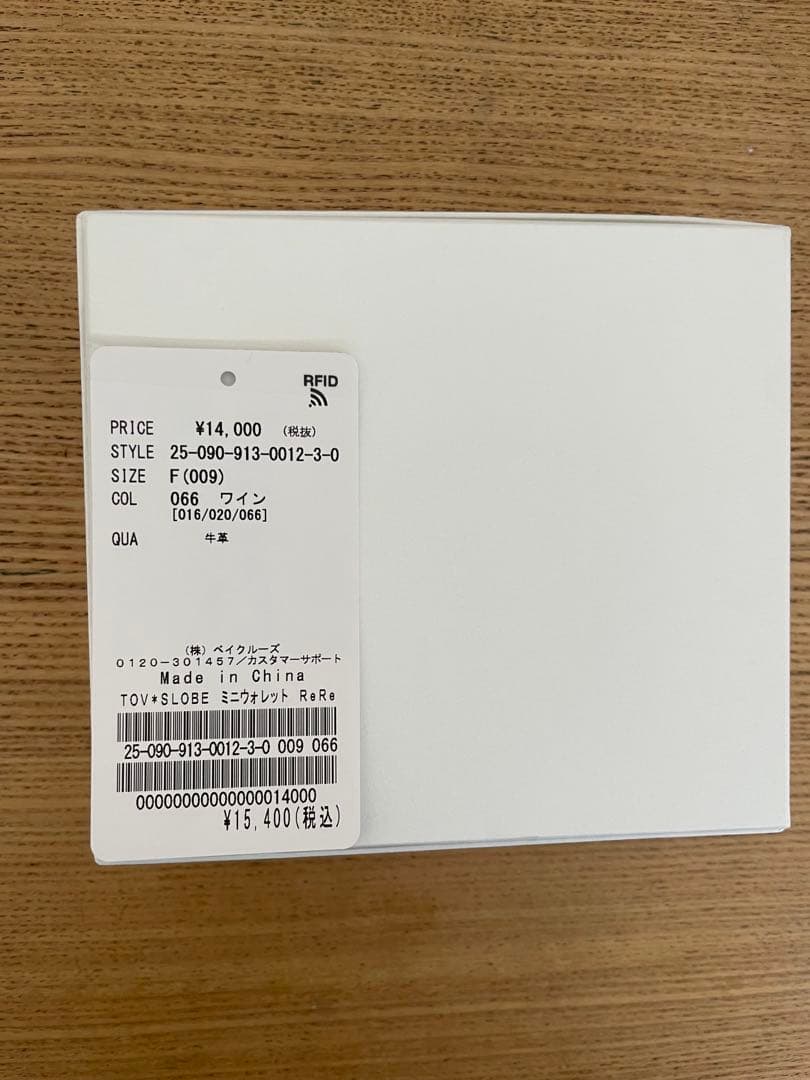 RFID
PRICE ¥14,000 (税抜)
STYLE 25-090-913-0012-3-0
SIZE F(009)
COL 066 ワイン
[016/020/066]
QUA 牛革
(株) ベイクルーズ
0120-301457/カスタマーサポート
Made in China
TOV*SLOBE ミニウォレット ReRe
25-090-913-0012-3-0 009 066
00000000000000014000
¥15,400(税込)